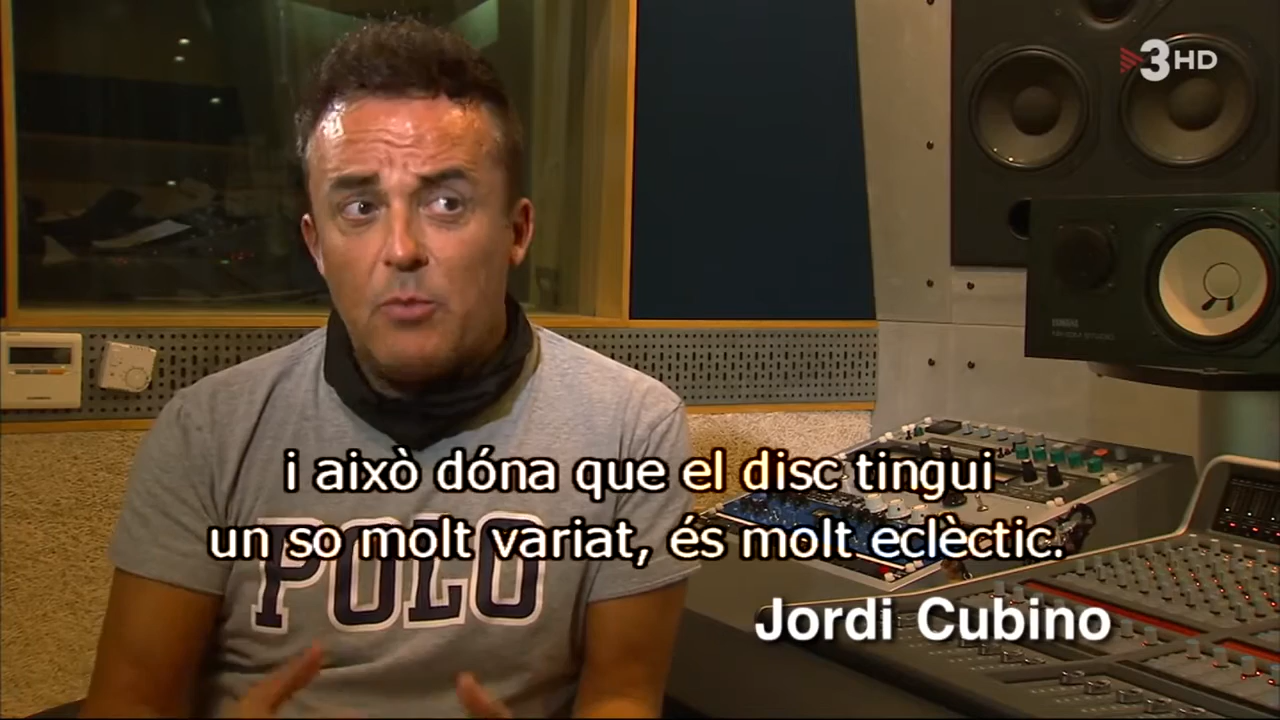 3HD
i això dóna que el disc tingui
un so molt variat, és molt eclèctic.
POLO
Jordi Cubino